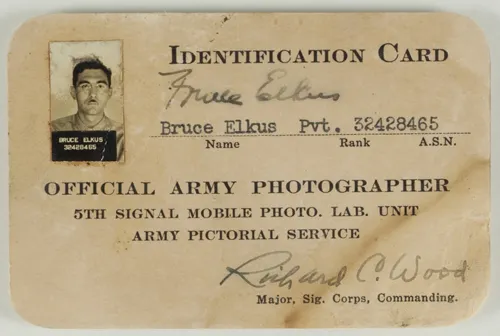 IDENTIFICATION CARD
Bruce Elkus
BRUCE ELKUS
32428465
Bruce Elkus Pvt. 32428465
Name Rank A.S.N.
OFFICIAL ARMY PHOTOGRAPHER
5TH SIGNAL MOBILE PHOTO. LAB. UNIT
ARMY PICTORIAL SERVICE
Richard C. Wood
Major, Sig. Corps, Commanding.